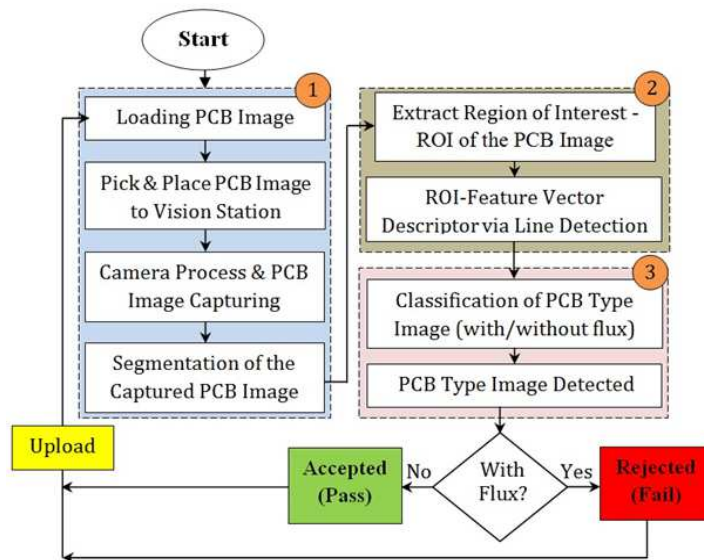 Start
1
Loading PCB Image
Pick & Place PCB Image
to Vision Station
Camera Process & PCB
Image Capturing
Segmentation of the
Captured PCB Image
2
Extract Region of Interest -
ROI of the PCB Image
ROI-Feature Vector
Descriptor via Line Detection
3
Classification of PCB Type
Image (with/without flux)
PCB Type Image Detected
With
Flux?
No
Yes
Accepted
(Pass)
Rejected
(Fail)
Upload